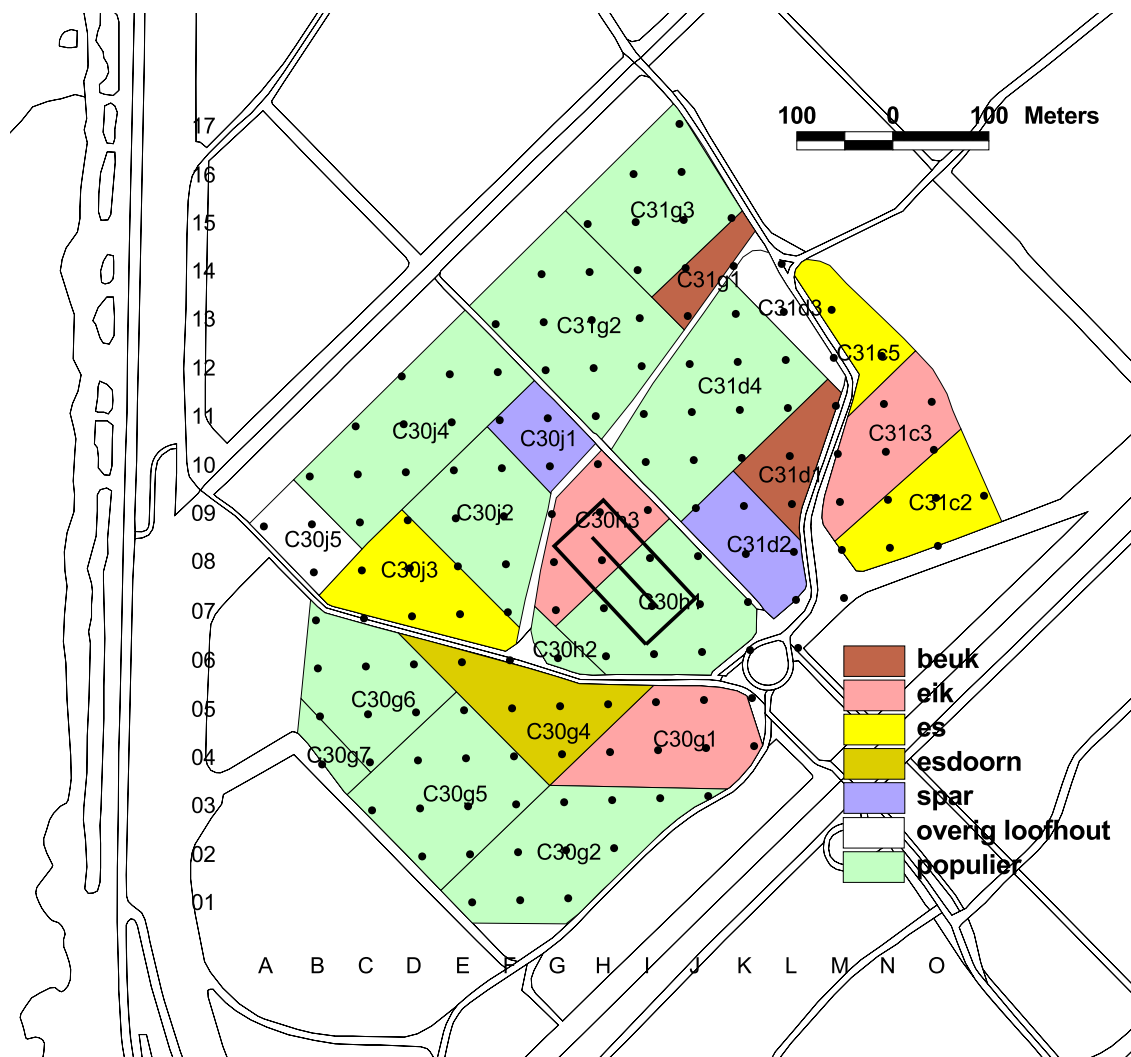 100 0 100 Meters
17
16
15
14
13
12
11
10
09
08
07
06
05
04
03
02
01
C31g3
C31g1
C31d3
C31g2
C31c5
C31d4
C30j4
C30j1
C31c3
C31d1
C30j2
C30h3
C31c2
C30j5
C31d2
C30j3
C30h1
C30h2
C30g6
C30g4
C30g1
C30g7
C30g5
C30g2
beuk
eik
es
esdoorn
spar
overig loofhout
populier
A B C D E F G H I J K L M N O